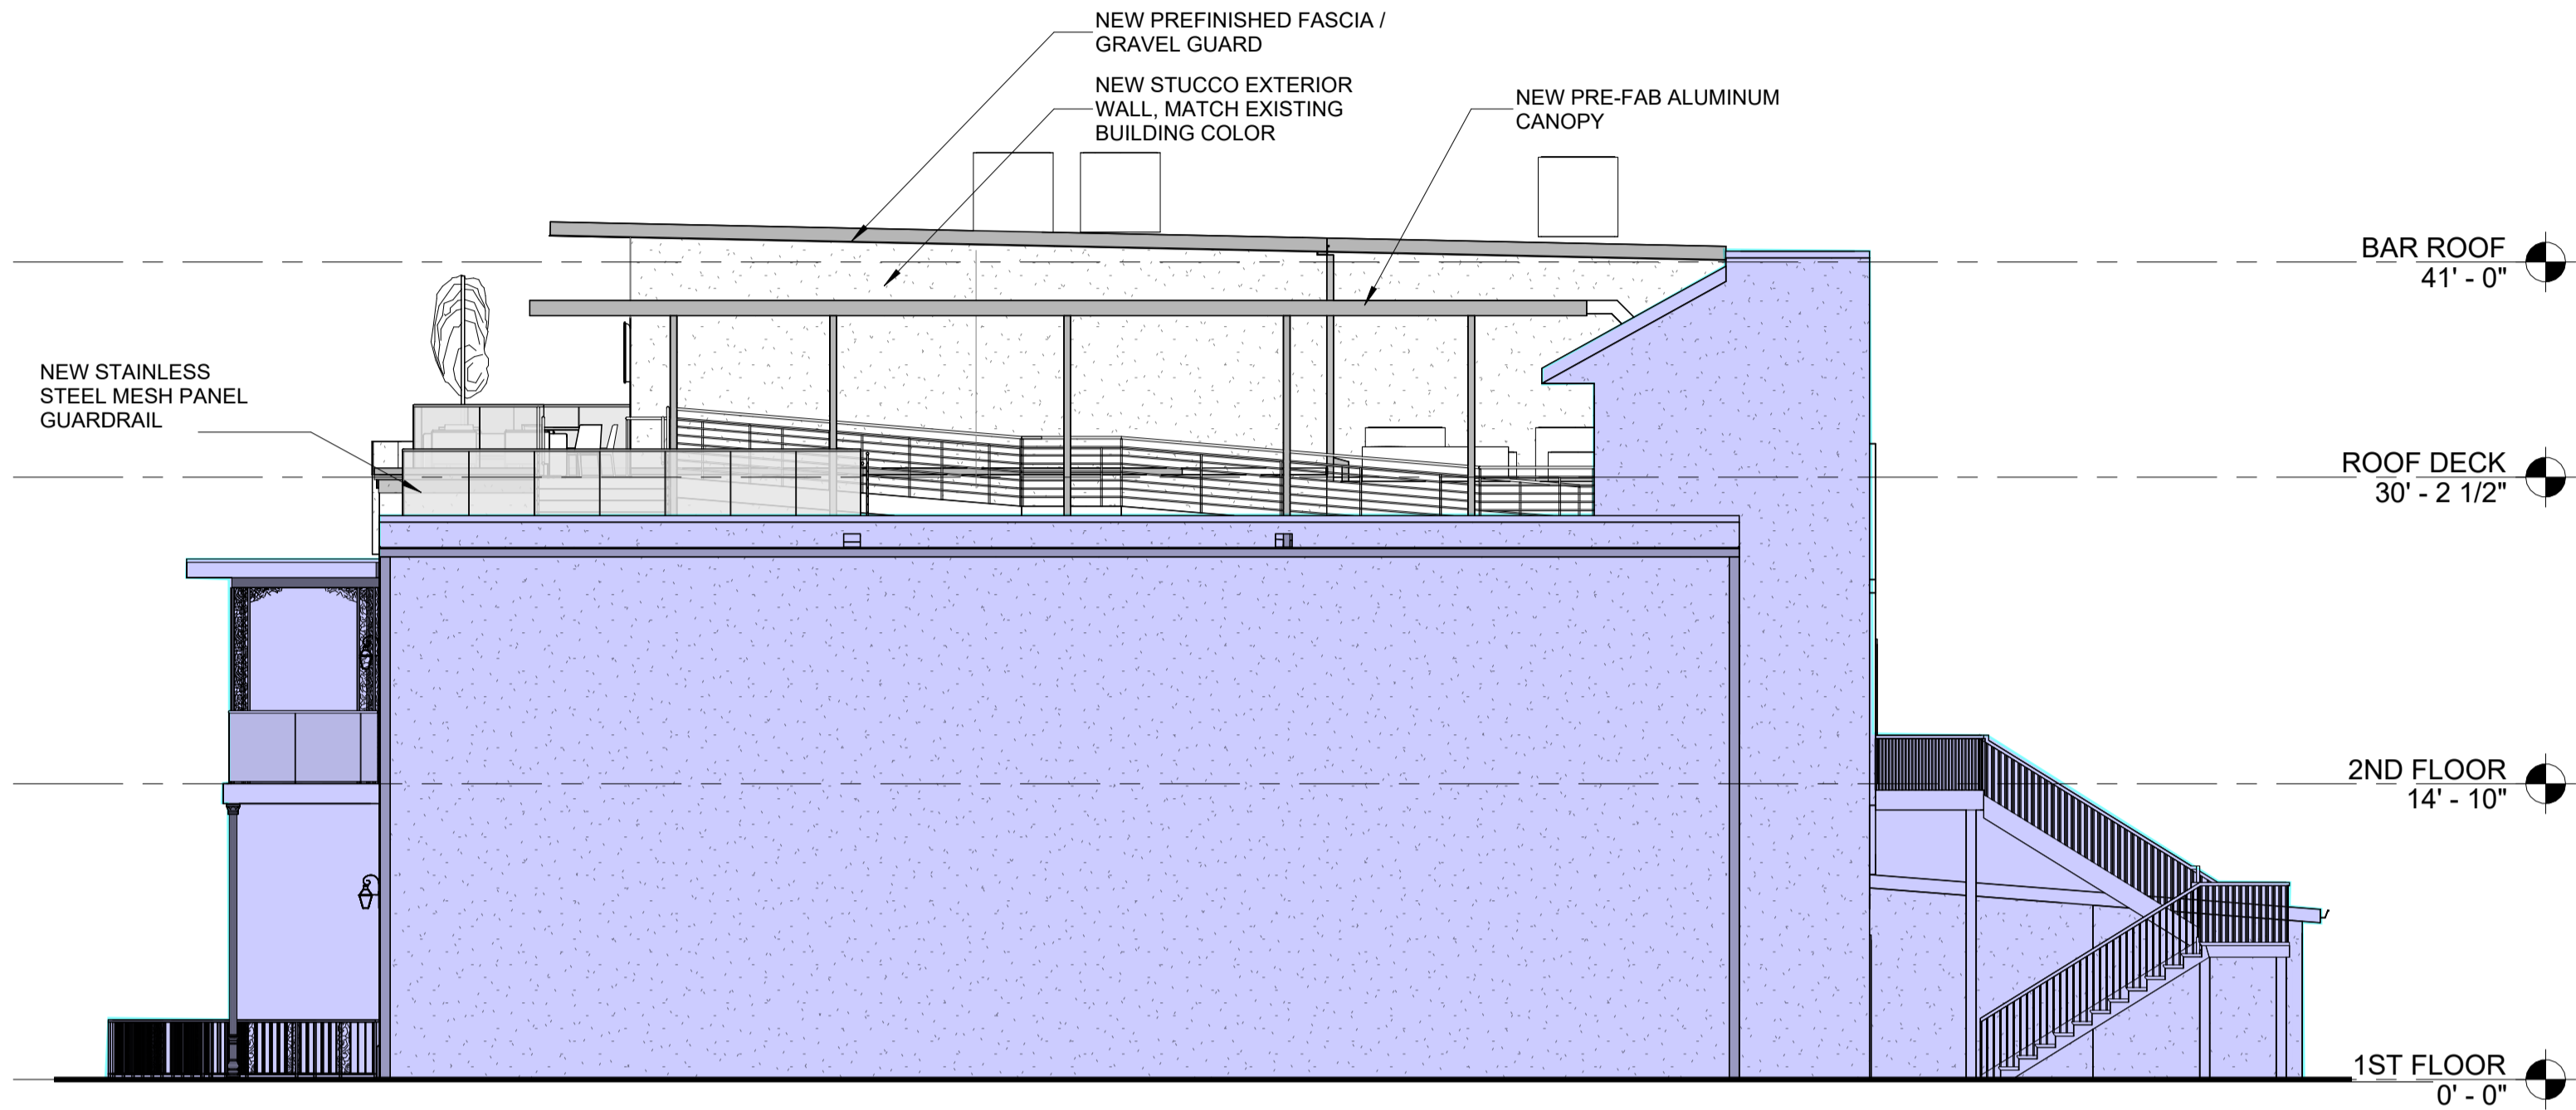 NEW PREFINISHED FASCIA /
GRAVEL GUARD
NEW STUCCO EXTERIOR
WALL, MATCH EXISTING
BUILDING COLOR
NEW PRE-FAB ALUMINUM
CANOPY
NEW STAINLESS
STEEL MESH PANEL
GUARDRAIL
BAR ROOF
41' - 0"
ROOF DECK
30' - 2 1/2"
2ND FLOOR
14' - 10"
1ST FLOOR
0' - 0"